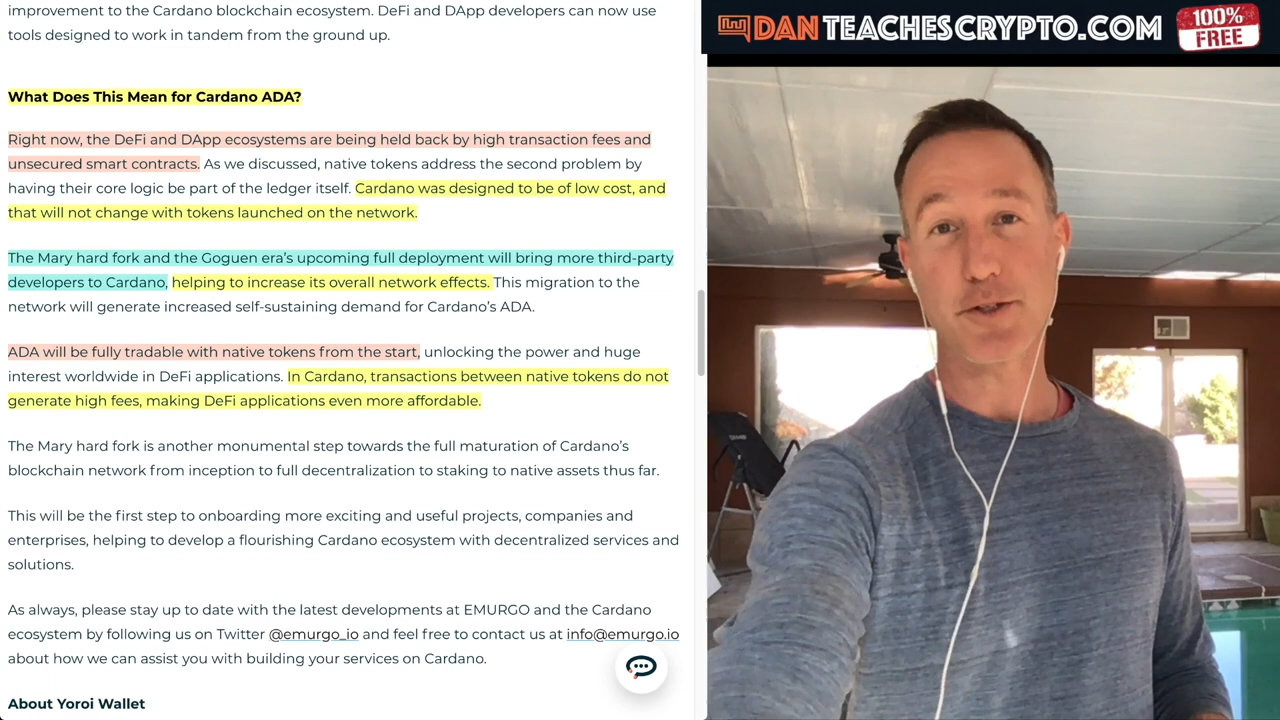 improvement to the Cardano blockchain ecosystem. DeFi and DApp developers can now use
tools designed to work in tandem from the ground up.
What Does This Mean for Cardano ADA?
Right now, the DeFi and DApp ecosystems are being held back by high transaction fees and
unsecured smart contracts. As we discussed, native tokens address the second problem by
having their core logic be part of the ledger itself. Cardano was designed to be of low cost, and
that will not change with tokens launched on the network.
The Mary hard fork and the Goguen era's upcoming full deployment will bring more third-party
developers to Cardano, helping to increase its overall network effects. This migration to the
network will generate increased self-sustaining demand for Cardano's ADA.
ADA will be fully tradable with native tokens from the start, unlocking the power and huge
interest worldwide in DeFi applications. In Cardano, transactions between native tokens do not
generate high fees, making DeFi applications even more affordable.
The Mary hard fork is another monumental step towards the full maturation of Cardano's
blockchain network from inception to full decentralization to staking to native assets thus far.
This will be the first step to onboarding more exciting and useful projects, companies and
enterprises, helping to develop a flourishing Cardano ecosystem with decentralized services and
solutions.
As always, please stay up to date with the latest developments at EMURGO and the Cardano
ecosystem by following us on Twitter @emurgo_io and feel free to contact us at info@emurgo.io
about how we can assist you with building your services on Cardano.
About Yoroi Wallet
DANTEACHESCRYPTO.COM
100%
FREE